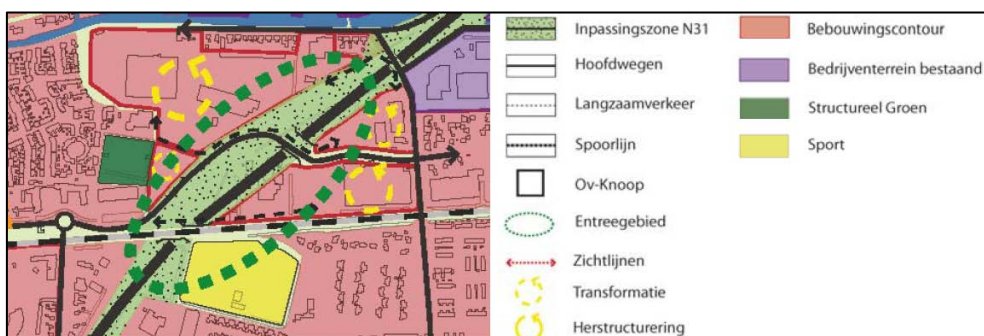 Inpassingszone N31
Hoofdwegen
Langzaamverkeer
Spoorlijn
Ov-Knoop
Entreegebied
Zichtlijnen
Transformatie
Herstructurering
Bebouwingscontour
Bedrijventerrein bestaand
Structureel Groen
Sport